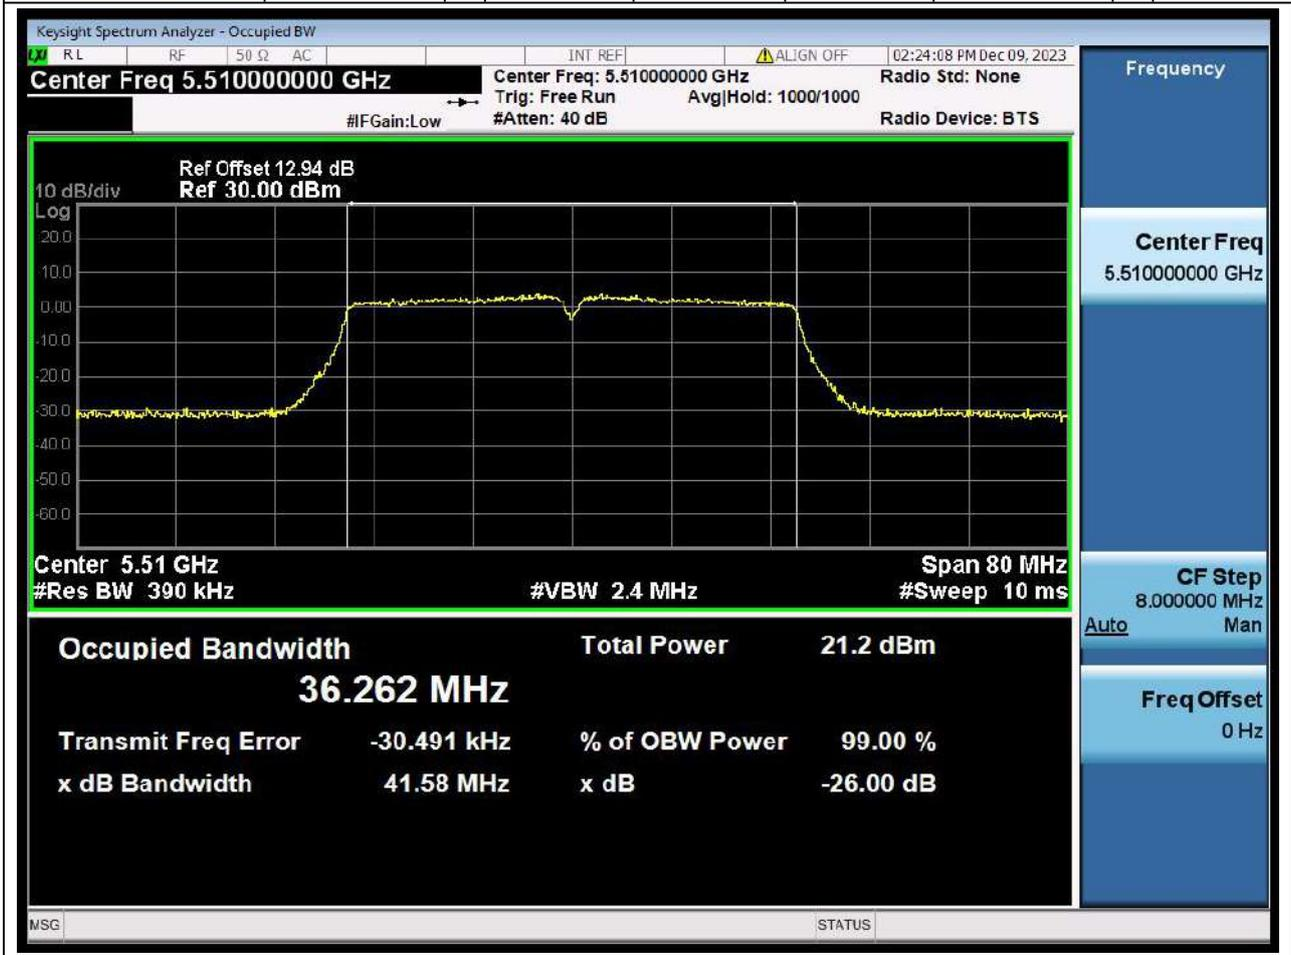 Keysight Spectrum Analyzer - Occupied BW
LXI RL RF 50 Ω AC INT REF ALIGN OFF 02:24:08 PM Dec 09, 2023
Center Freq 5.510000000 GHz
Center Freq: 5.510000000 GHz
Radio Std: None
Trig: Free Run Avg|Hold: 1000/1000
#IFGain:Low
#Atten: 40 dB
Radio Device: BTS
Ref Offset 12.94 dB
10 dB/div Ref 30.00 dBm
Log
20.0
10.0
0.00
-10.0
-20.0
-30.0
-40.0
-50.0
-60.0
Center 5.51 GHz Span 80 MHz
#Res BW 390 kHz #VBW 2.4 MHz #Sweep 10 ms
Occupied Bandwidth Total Power 21.2 dBm
36.262 MHz
Transmit Freq Error -30.491 kHz % of OBW Power 99.00 %
x dB Bandwidth 41.58 MHz x dB -26.00 dB
MSG STATUS
Frequency
Center Freq
5.510000000 GHz
CF Step
8.000000 MHz
Auto Man
Freq Offset
0 Hz